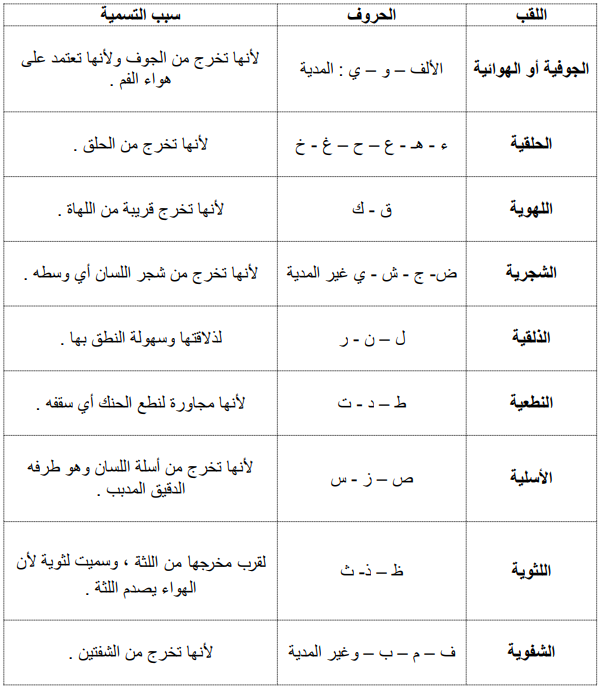 اللقب الحروف سبب التسمية
الجوفية أو الهوائية الألف – و – ي : المدية لأنها تخرج من الجوف ولأنها تعتمد على
هواء الفم .
الحلقية ء - هـ - ع – ح – غ - خ لأنها تخرج من الحلق .
اللهوية ق - ك لأنها تخرج قريبة من اللهاة .
الشجرية ض- ج - ش - ي غير المدية لأنها تخرج من شجر اللسان أي وسطه .
الذلقية ل – ن - ر لذلاقتها وسهولة النطق بها .
النطعية ط – د - ت لأنها مجاورة لنطع الحنك أي سقفه .
الأسلية ص – ز - س لأنها تخرج من أسلة اللسان وهو طرفه
الدقيق المدبب .
اللثوية ظ – ذ- ث لقرب مخرجها من اللثة ، وسميت لثوية لأن
الهواء يصدم اللثة .
الشفوية ف – م – ب – وغير المدية لأنها تخرج من الشفتين .